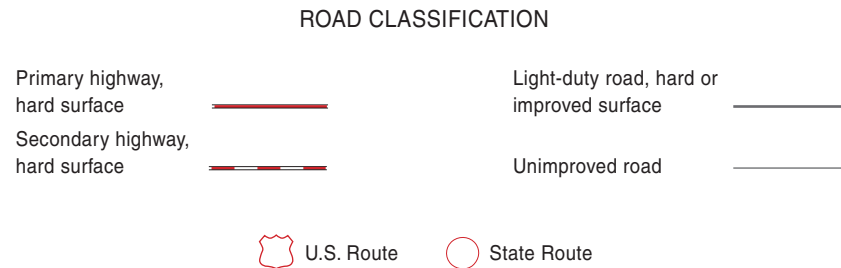 ROAD CLASSIFICATION
Primary highway,
hard surface
Secondary highway,
hard surface
Light-duty road, hard or
improved surface
Unimproved road
U.S. Route
State Route